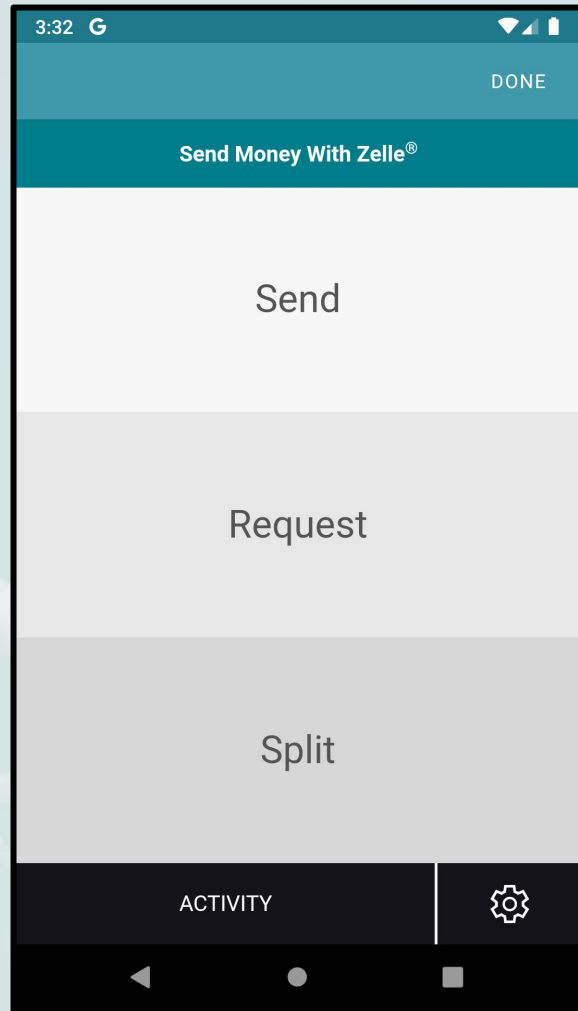 3:32 G
DONE
Send Money With Zelle®
Send
Request
Split
ACTIVITY